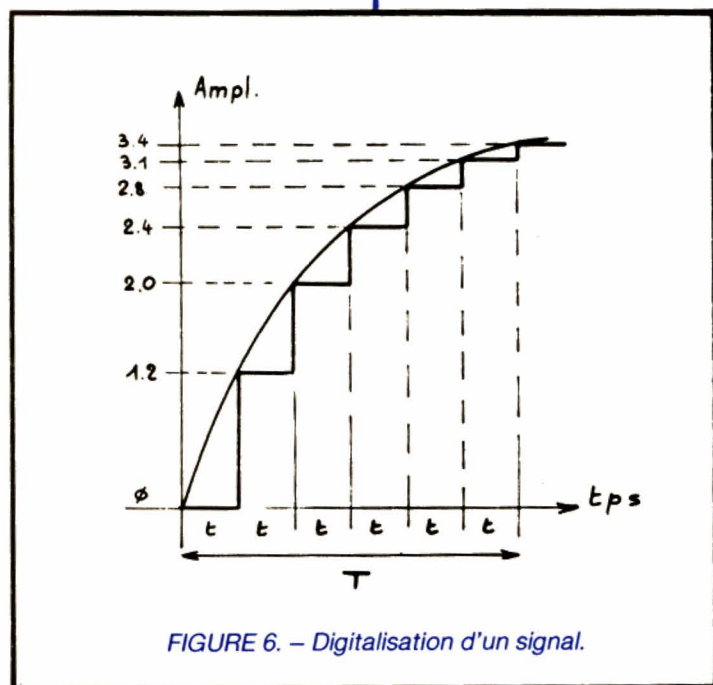 Ampl.
3.4
3.1
2.8
2.4
2.0
1.2
ø
t t t t t t
tps
T
FIGURE 6. – Digitalisation d'un signal.